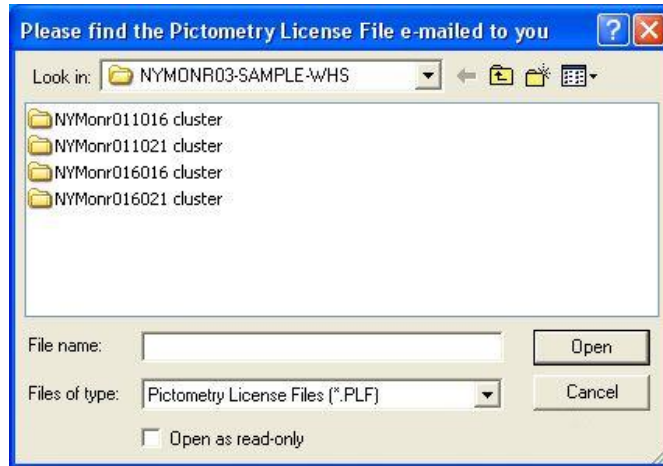 Please find the Pictometry License File e-mailed to you
Look in: NYMONR03-SAMPLE-WHS
NYMonr011016 cluster
NYMonr011021 cluster
NYMonr016016 cluster
NYMonr016021 cluster
File name: Open
Files of type: Pictometry License Files (*.PLF) Cancel
Open as read-only